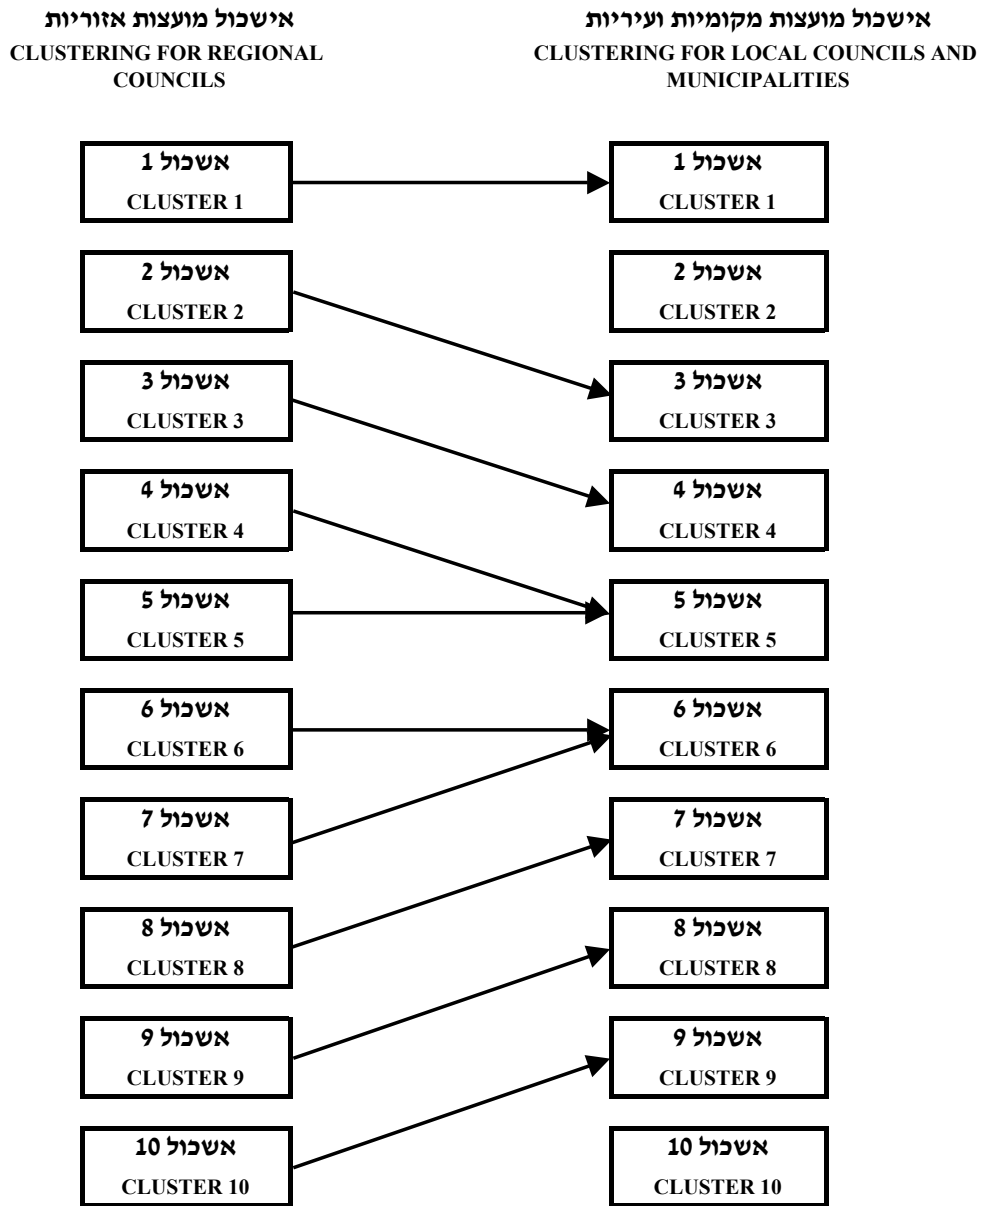 אישכול מועצות אזוריות
CLUSTERING FOR REGIONAL
COUNCILS
אישכול מועצות מקומיות ועיריות
CLUSTERING FOR LOCAL COUNCILS AND
MUNICIPALITIES
אשכול 1
CLUSTER 1
אשכול 2
CLUSTER 2
אשכול 3
CLUSTER 3
אשכול 4
CLUSTER 4
אשכול 5
CLUSTER 5
אשכול 6
CLUSTER 6
אשכול 7
CLUSTER 7
אשכול 8
CLUSTER 8
אשכול 9
CLUSTER 9
אשכול 10
CLUSTER 10
אשכול 1
CLUSTER 1
אשכול 2
CLUSTER 2
אשכול 3
CLUSTER 3
אשכול 4
CLUSTER 4
אשכול 5
CLUSTER 5
אשכול 6
CLUSTER 6
אשכול 7
CLUSTER 7
אשכול 8
CLUSTER 8
אשכול 9
CLUSTER 9
אשכול 10
CLUSTER 10